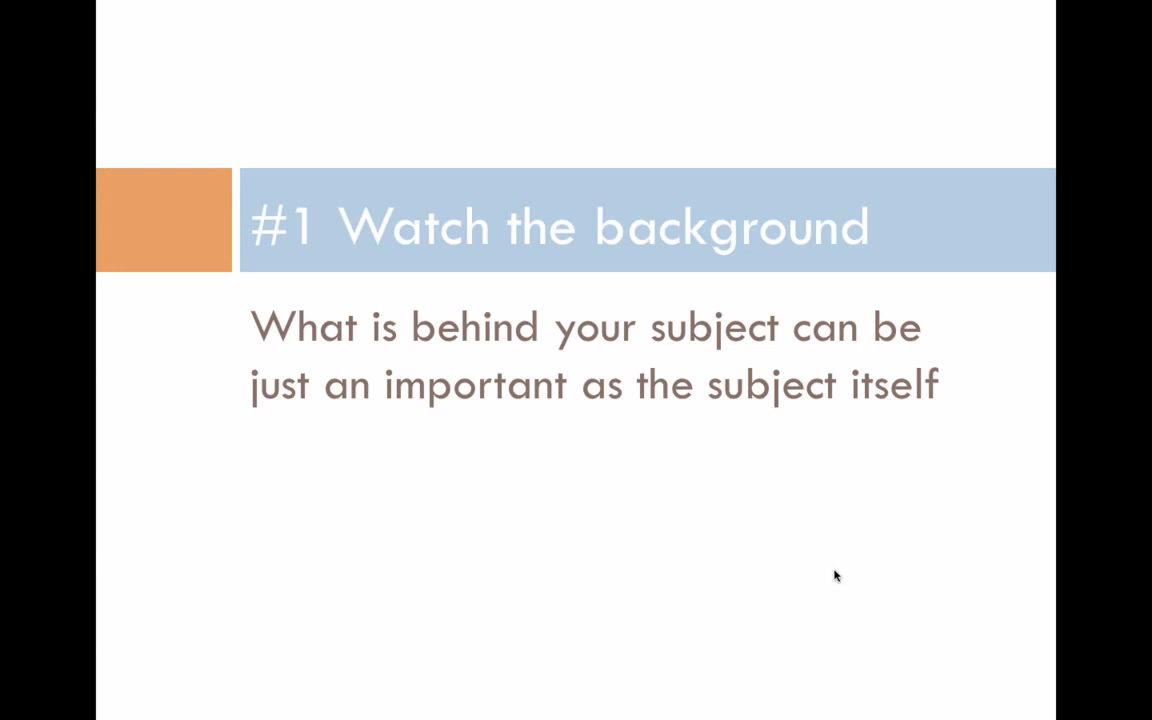 #1 Watch the background
What is behind your subject can be
just an important as the subject itself